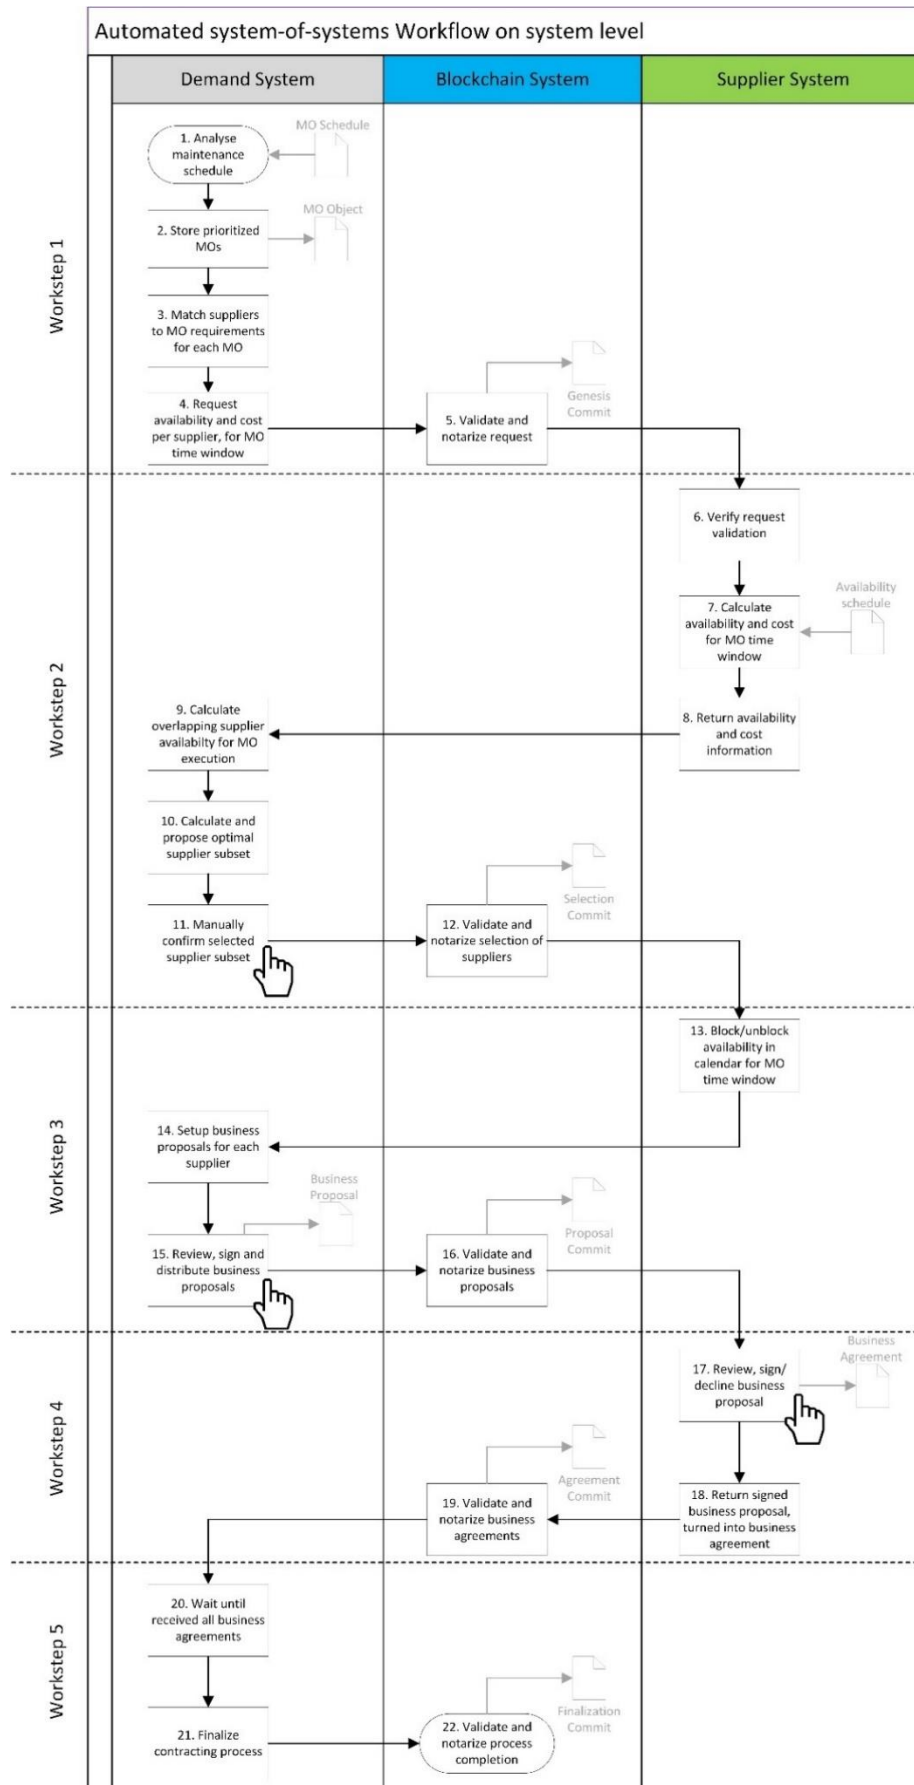 Automated system-of-systems Workflow on system level
Demand System
Blockchain System
Supplier System
Workstep 1
1. Analyse
maintenance
schedule
MO Schedule
2. Store prioritized
MOs
MO Object
3. Match suppliers
to MO requirements
for each MO
4. Request
availability and cost
per supplier, for MO
time window
5. Validate and
notarize request
Genesis
Commit
Workstep 2
6. Verify request
validation
7. Calculate
availability and cost
for MO time
window
Availability
schedule
8. Return availability
and cost
information
9. Calculate
overlapping supplier
availabilty for MO
execution
10. Calculate and
propose optimal
supplier subset
11. Manually
confirm selected
supplier subset
12. Validate and
notarize selection of
suppliers
Selection
Commit
Workstep 3
13. Block/unblock
availability in
calendar for MO
time window
14. Setup business
proposals for each
supplier
15. Review, sign and
distribute business
proposals
Business
Proposal
16. Validate and
notarize business
proposals
Proposal
Commit
Workstep 4
17. Review, sign/
decline business
proposal
Business
Agreement
18. Return signed
business proposal,
turned into business
agreement
19. Validate and
notarize business
agreements
Agreement
Commit
Workstep 5
20. Wait until
received all business
agreements
21. Finalize
contracting process
22. Validate and
notarize process
completion
Finalization
Commit